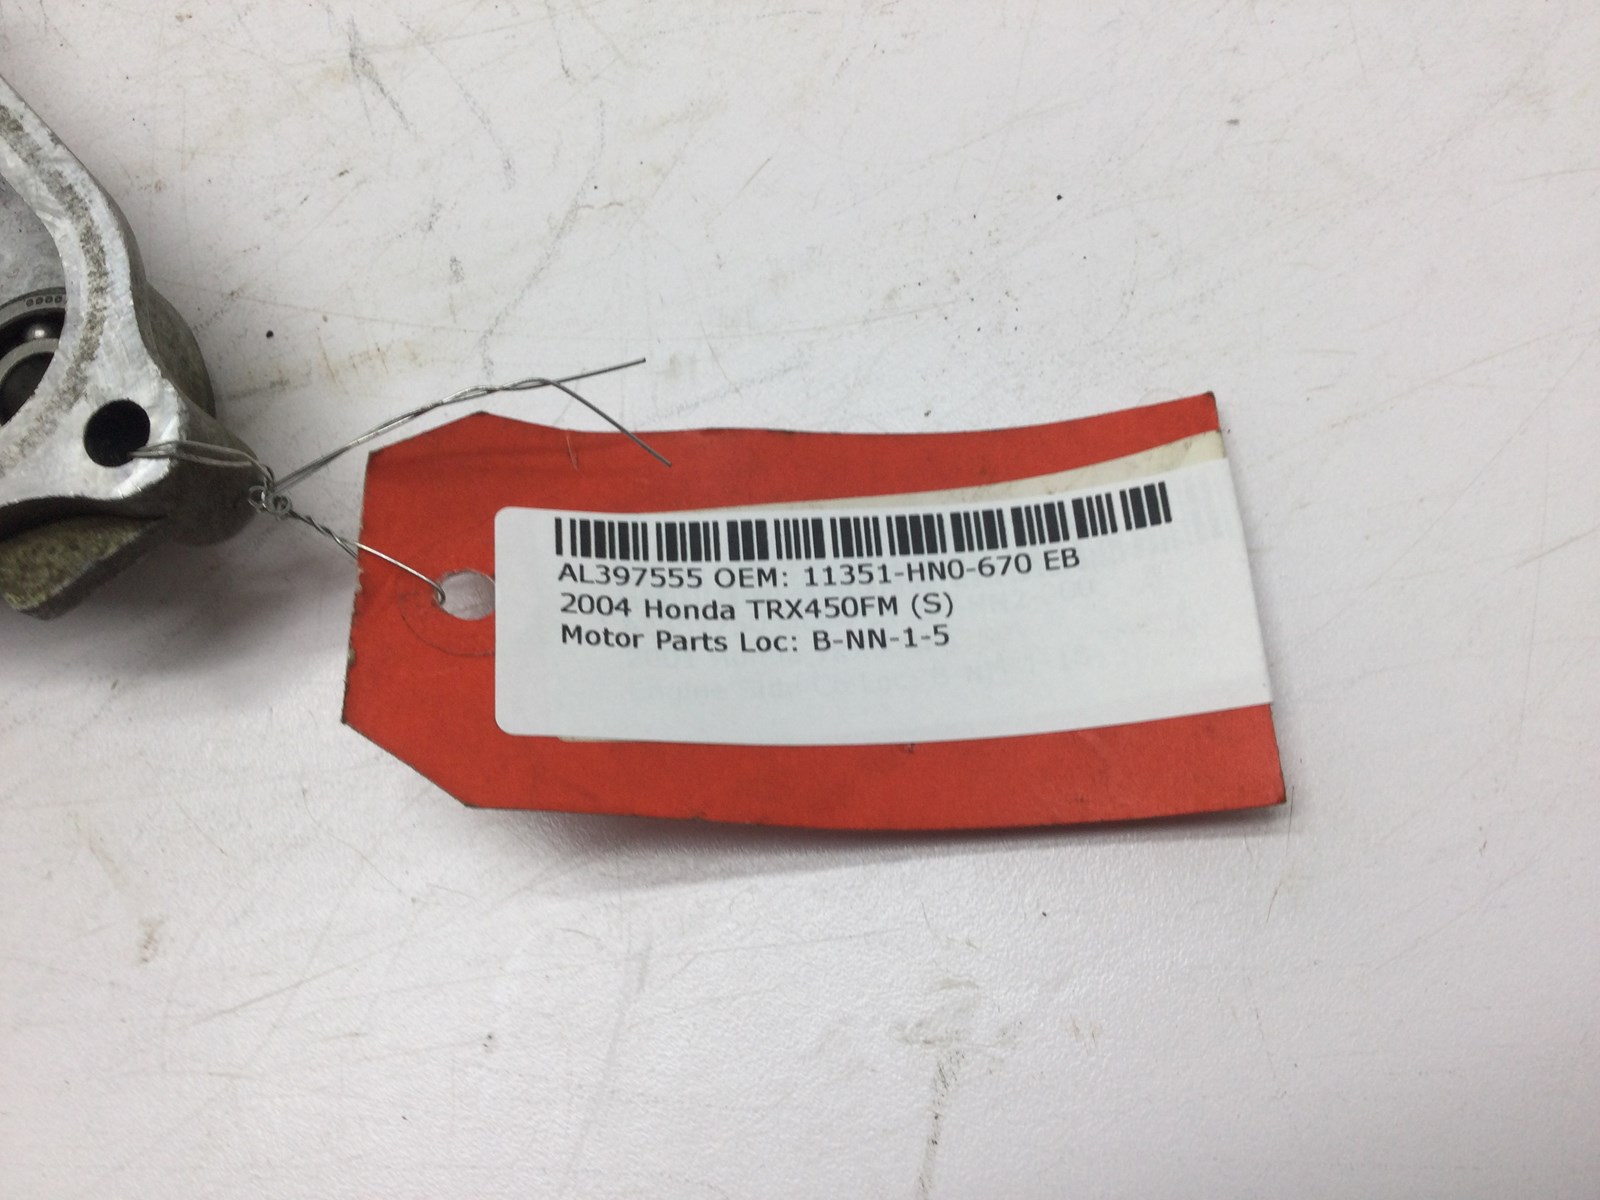 AL397555 OEM: 11351-HN0-670 EB
2004 Honda TRX450FM (S)
Motor Parts Loc: B-NN-1-5